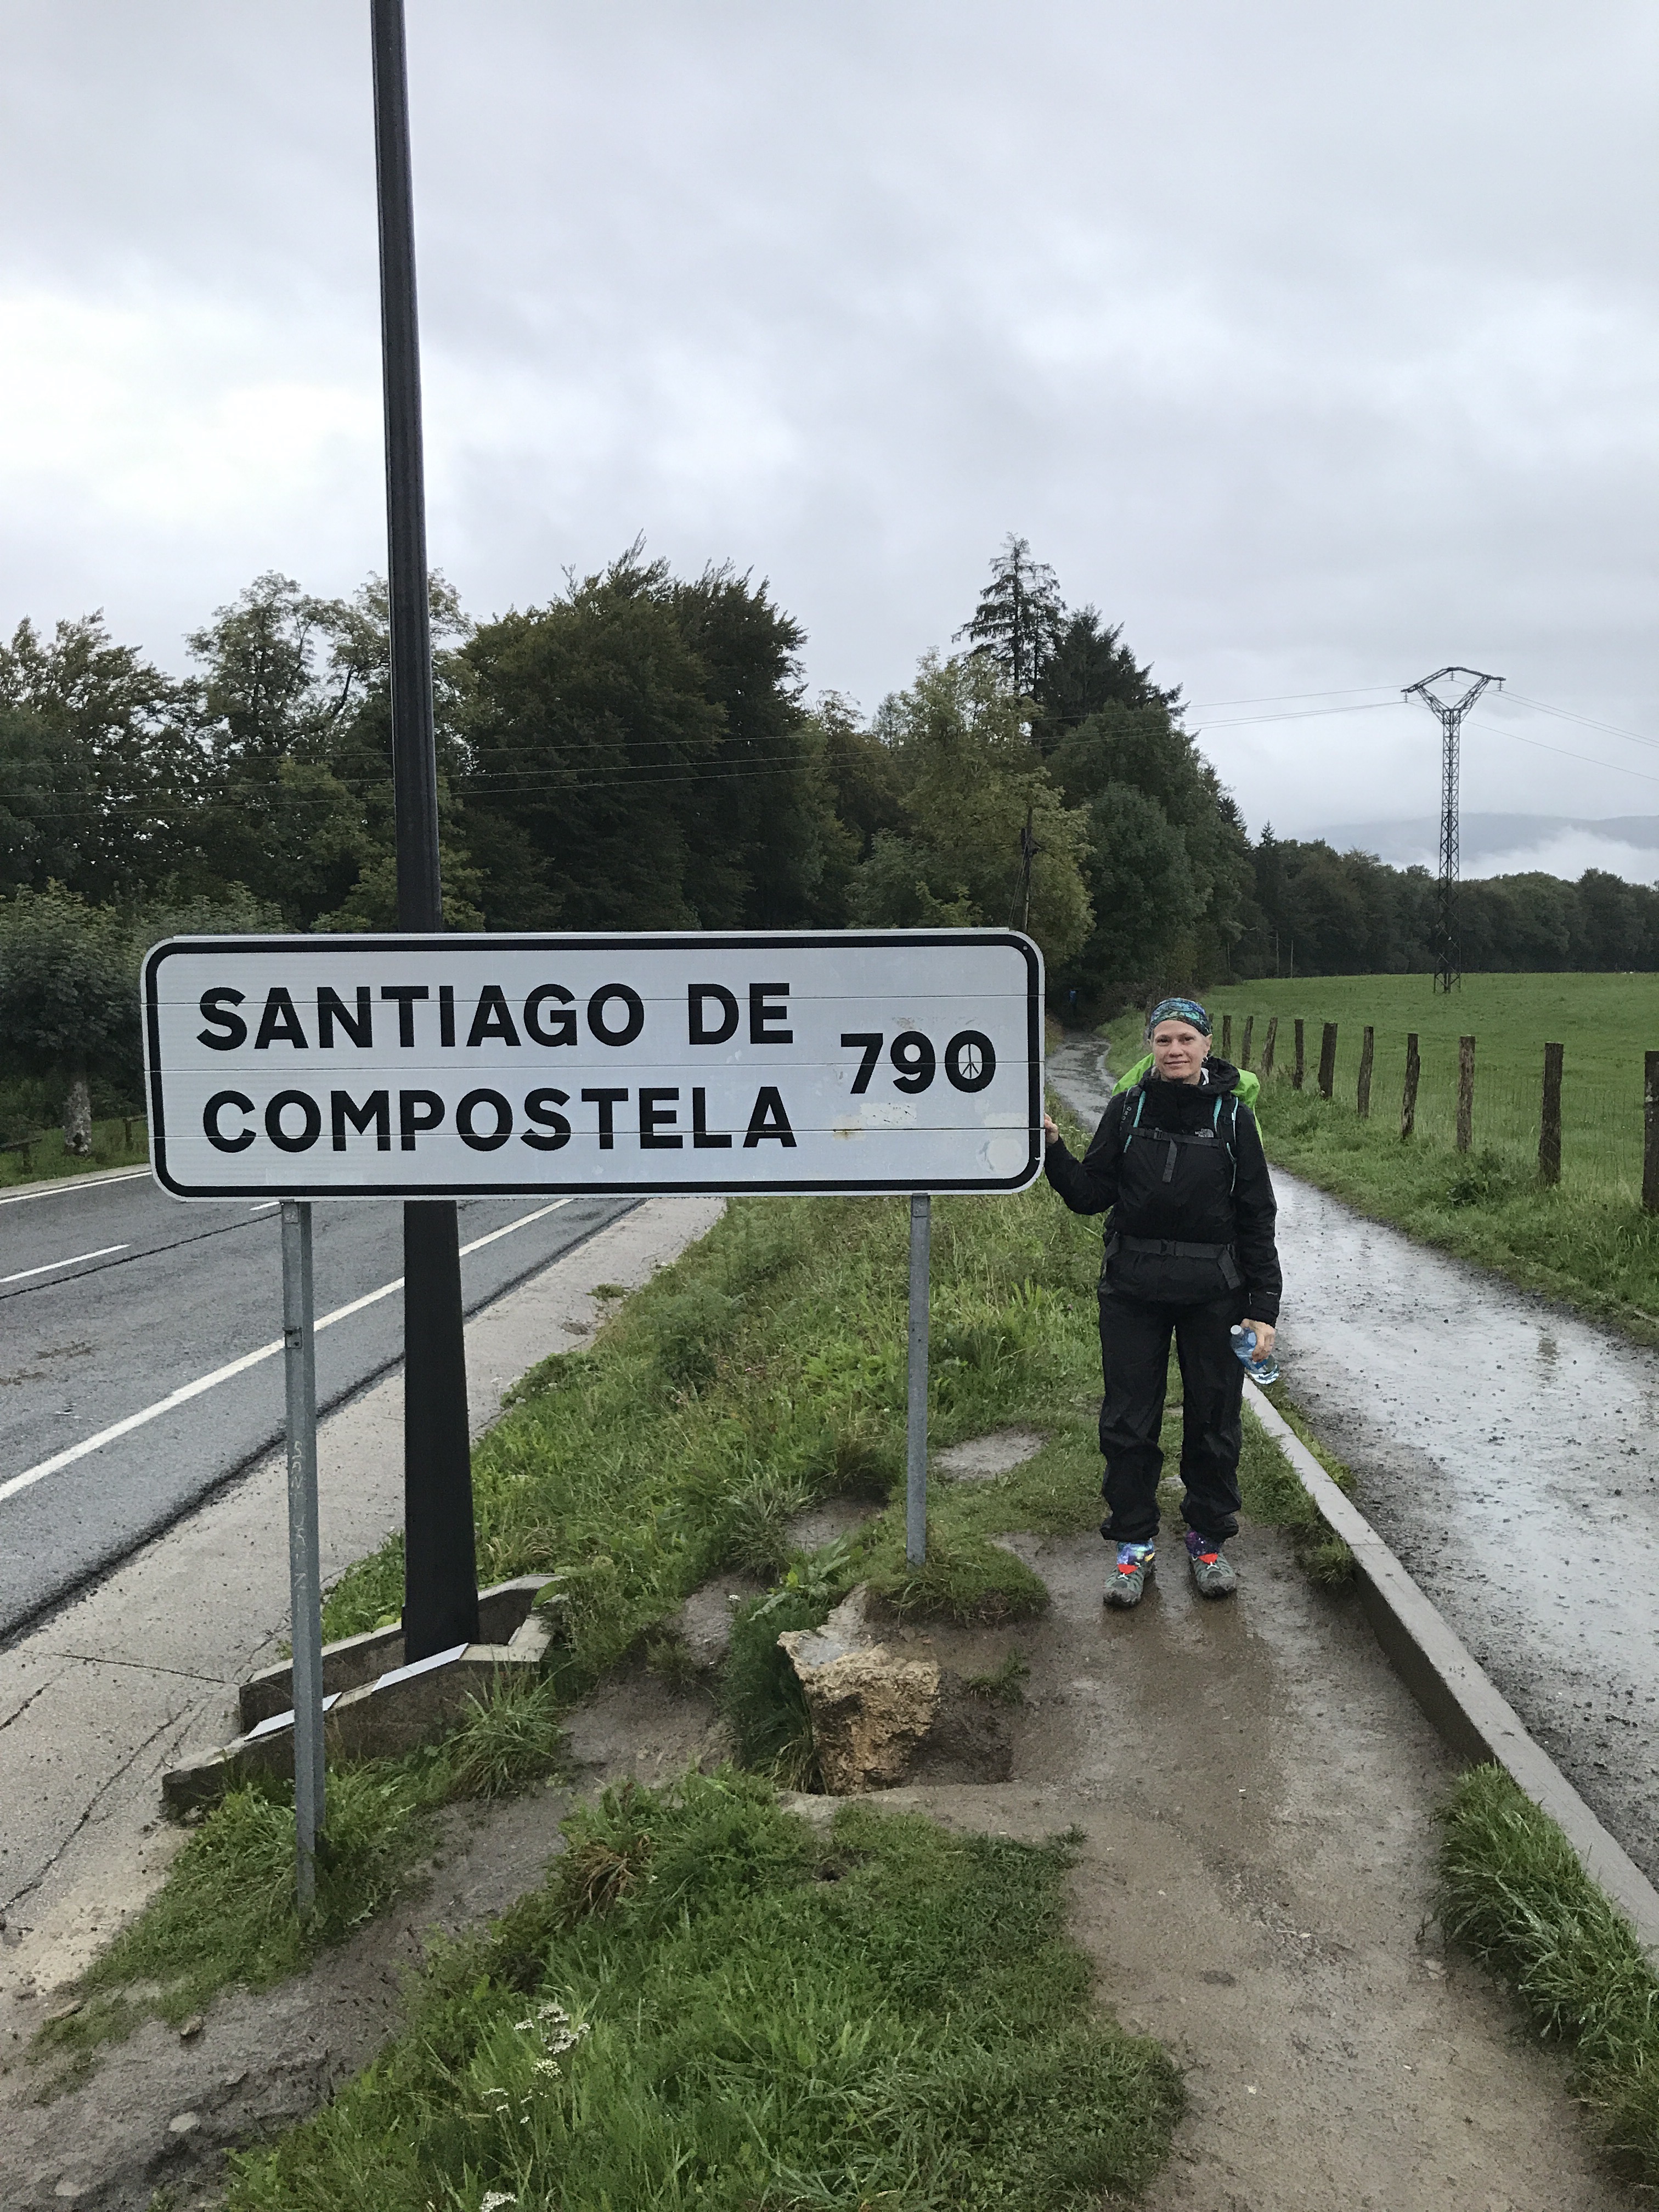 SANTIAGO DE
COMPOSTELA
790